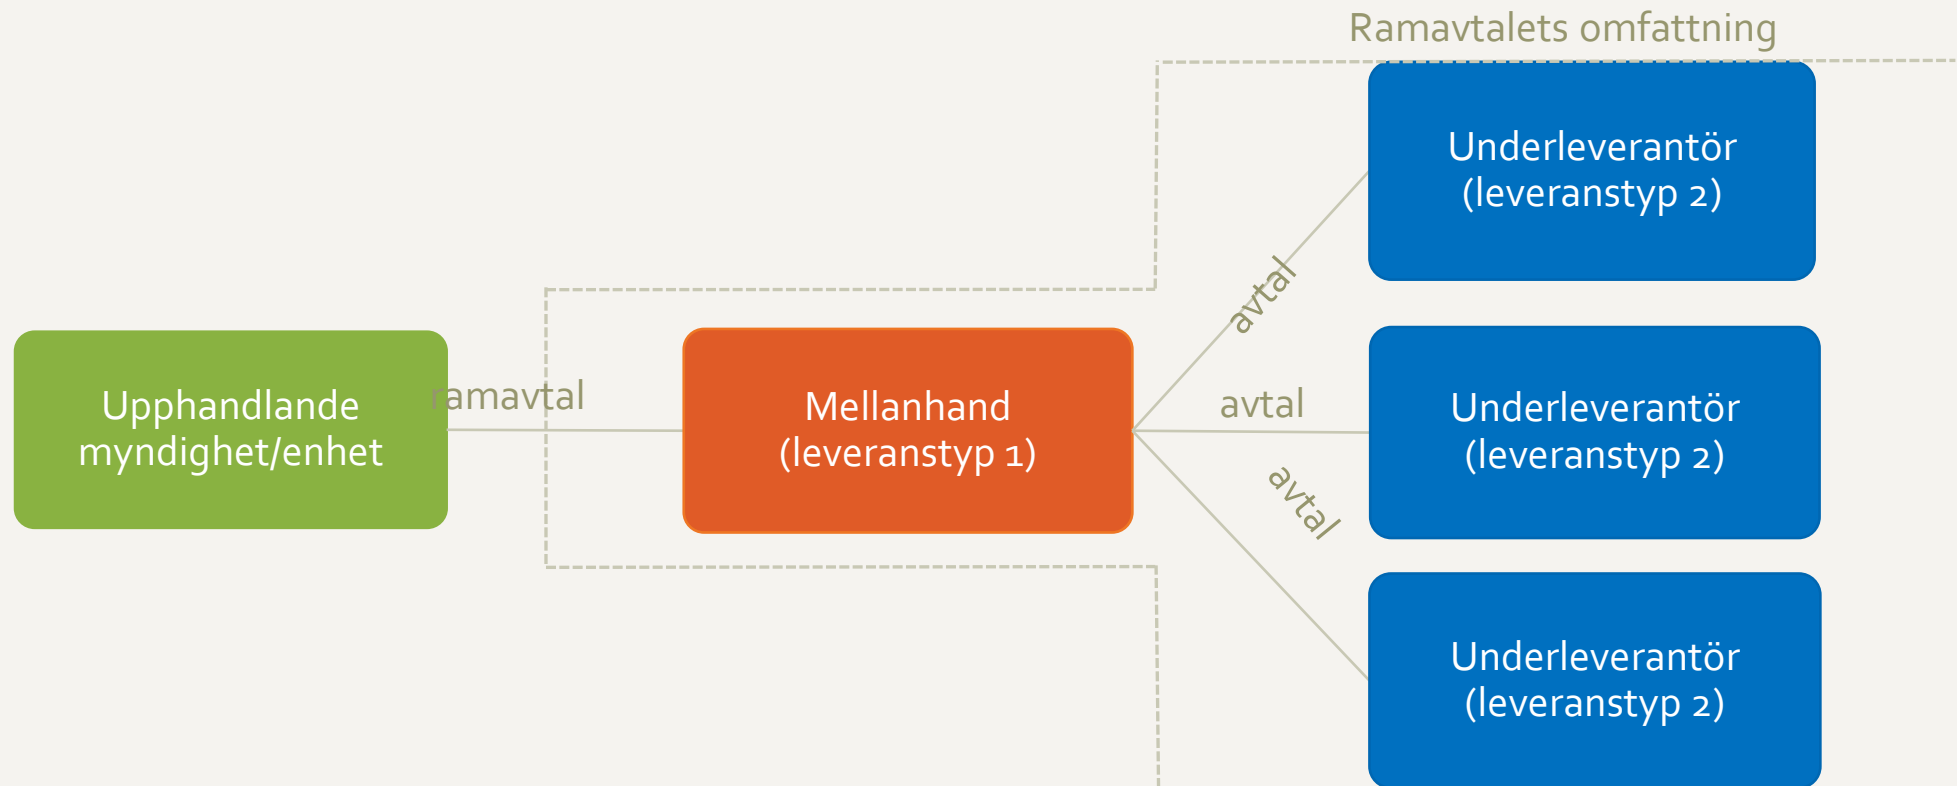 Ramavtalets omfattning
Underleverantör
(leveranstyp 2)
avtal
Upphandlande
myndighet/enhet
ramavtal
Mellanhand
(leveranstyp 1)
avtal
Underleverantör
(leveranstyp 2)
avtal
Underleverantör
(leveranstyp 2)